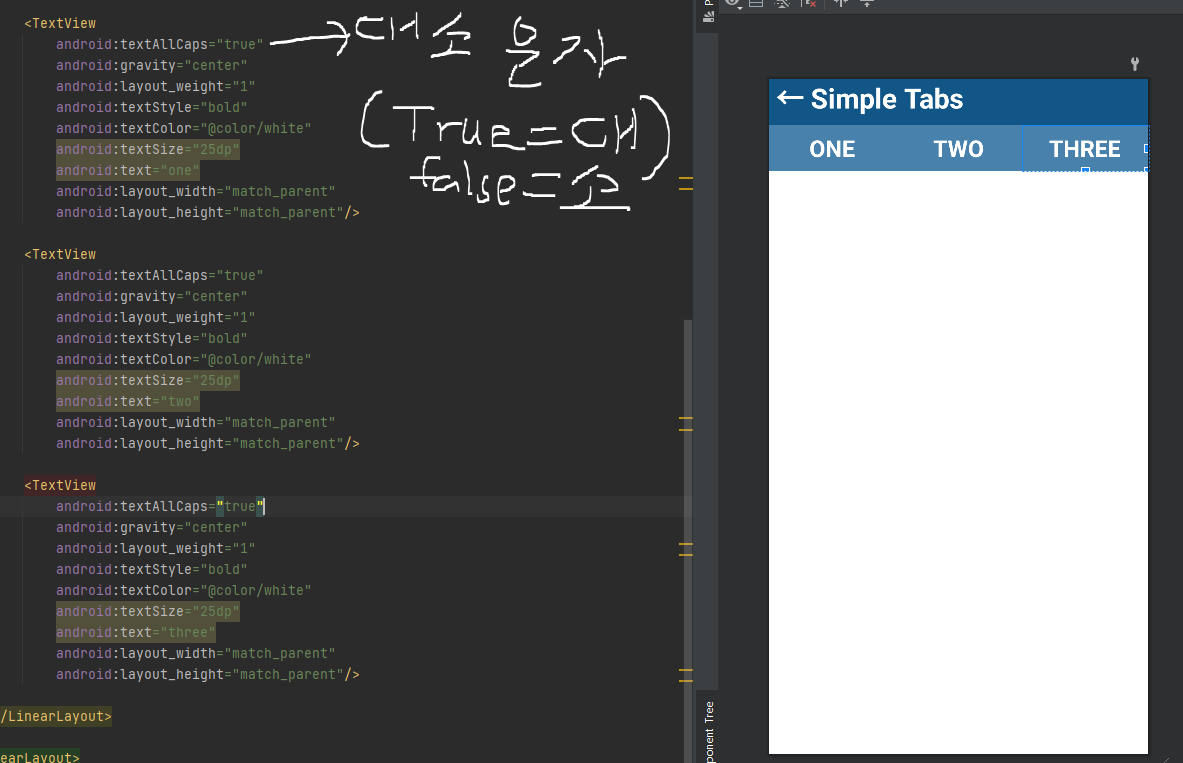 <TextView
android:textAllCaps="true"
android:gravity="center"
android:layout_weight="1"
android:textStyle="bold"
android:textColor="@color/white"
android:textSize="25dp"
android:text="one"
android:layout_width="match_parent"
android:layout_height="match_parent"/>
<TextView
android:textAllCaps="true"
android:gravity="center"
android:layout_weight="1"
android:textStyle="bold"
android:textColor="@color/white"
android:textSize="25dp"
android:text="two"
android:layout_width="match_parent"
android:layout_height="match_parent"/>
<TextView
android:textAllCaps="true"
android:gravity="center"
android:layout_weight="1"
android:textStyle="bold"
android:textColor="@color/white"
android:textSize="25dp"
android:text="three"
android:layout_width="match_parent"
android:layout_height="match_parent"/>
/LinearLayout>
earLayout>
→대소 문자
(True=대
false=소)
P
ponent Tree
← Simple Tabs
ONE TWO THREE